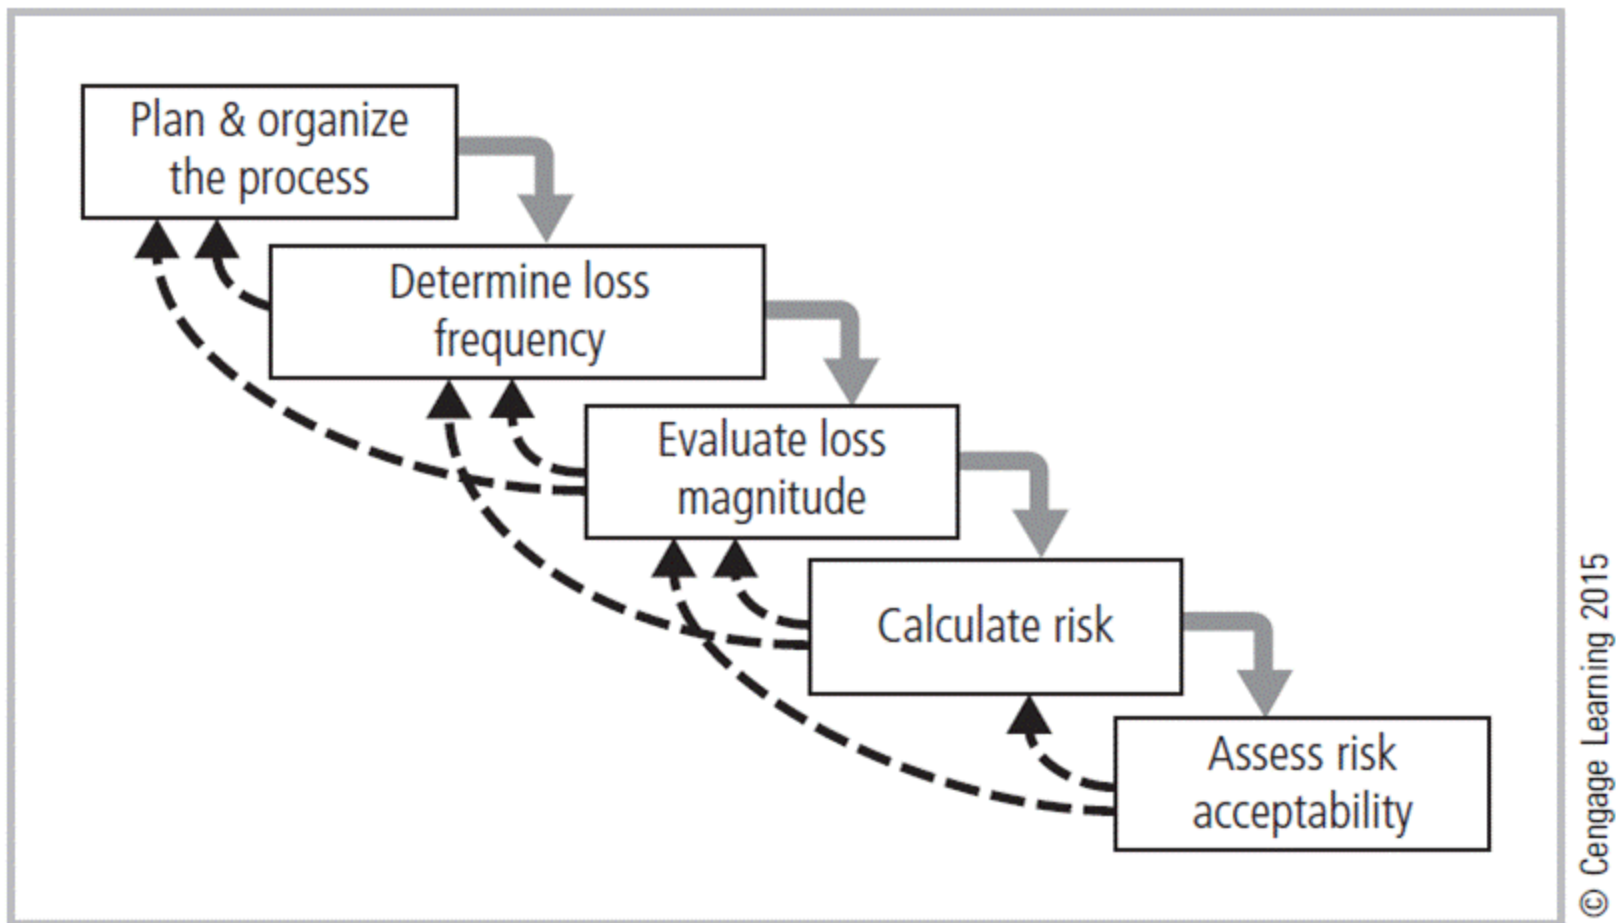 Plan & organize
the process
Determine loss
frequency
Evaluate loss
magnitude
Calculate risk
Assess risk
acceptability
© Cengage Learning 2015